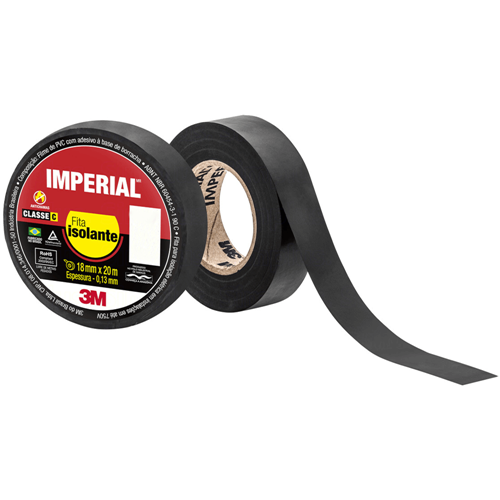 IMPERIAL
ANTICHAMAS
CLASSE C
Fita
isolante
RoHS
18 mm x 20 m
Espessura - 0,13 mm
3M
Composição: Filme de PVC com adesivo à base de borracha • ABNT NBR 60454-3-1 90 C • Fita para isolação elétrica em instalações em até 750V
3M do Brasil Ltda.
Indústria Brasileira
IMPERIAL